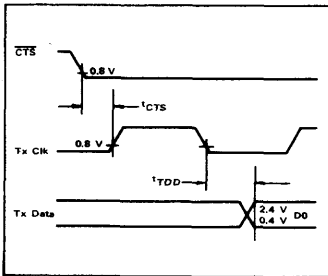 CTS
0.8 V
tCTS
0.8 V
Tx Clk
tTDD
Tx Data
2.4 V
0.4 V
D0